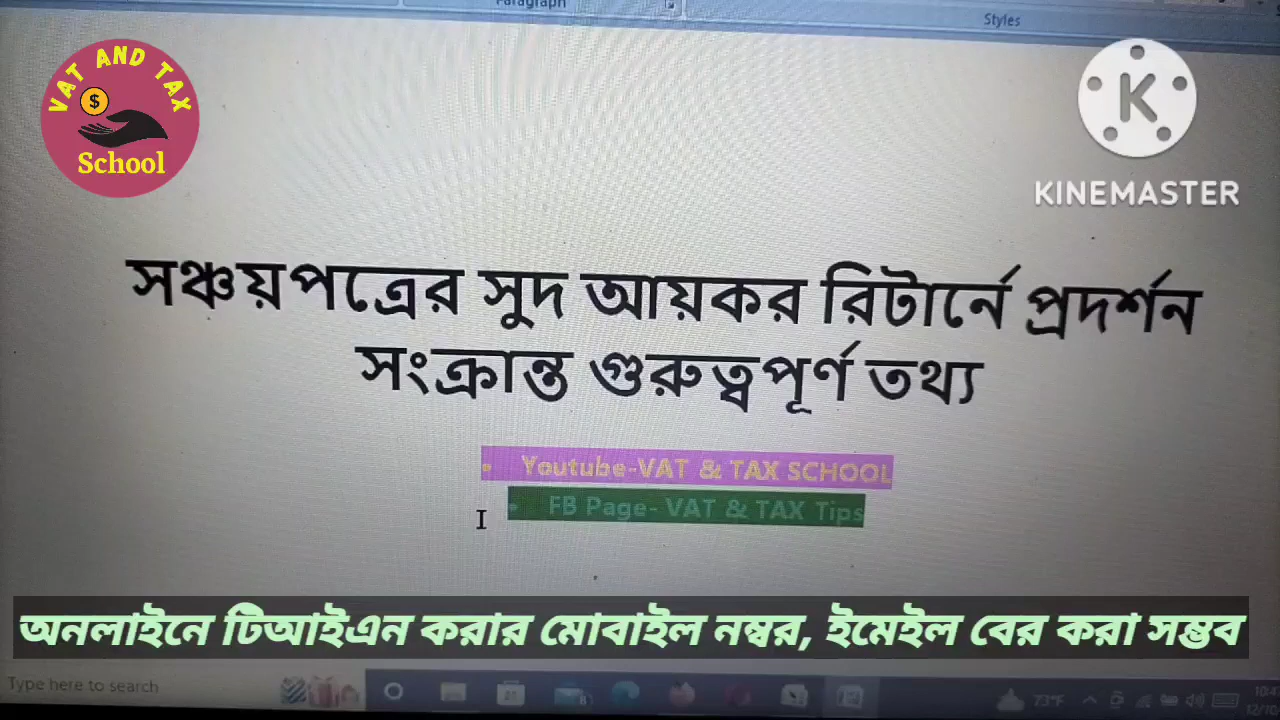 Paragraph
Styles
VAT AND TAX
$
School
K
KINEMASTER
সঞ্চয়পত্রের সুদ আয়কর রিটার্নে প্রদর্শন
সংক্রান্ত গুরুত্বপূর্ণ তথ্য
• Youtube-VAT & TAX SCHOOL
• FB Page- VAT & TAX Tips
অনলাইনে টিআইএন করার মোবাইল নম্বর, ইমেইল বের করা সম্ভব
Type here to search
73°F